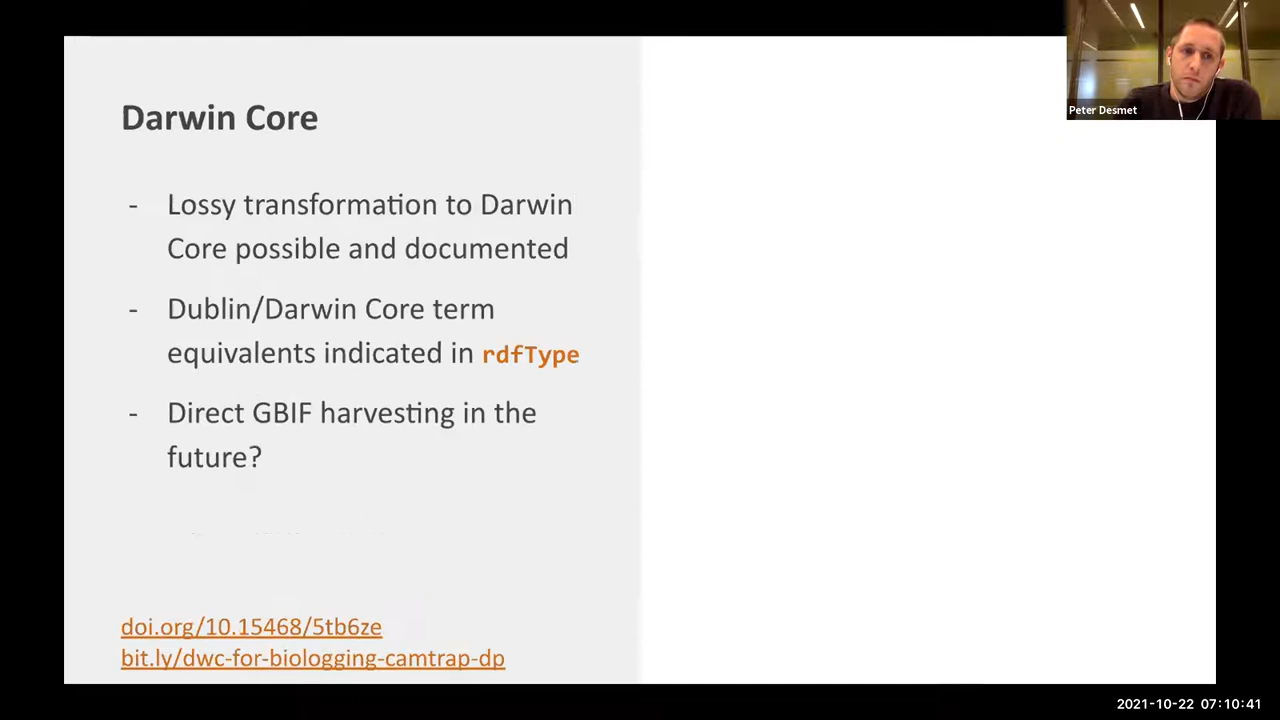 Darwin Core
- Lossy transformation to Darwin
Core possible and documented
- Dublin/Darwin Core term
equivalents indicated in rdfType
- Direct GBIF harvesting in the
future?
doi.org/10.15468/5tb6ze
bit.ly/dwc-for-biologging-camtrap-dp
Peter Desmet
2021-10-22 07:10:41